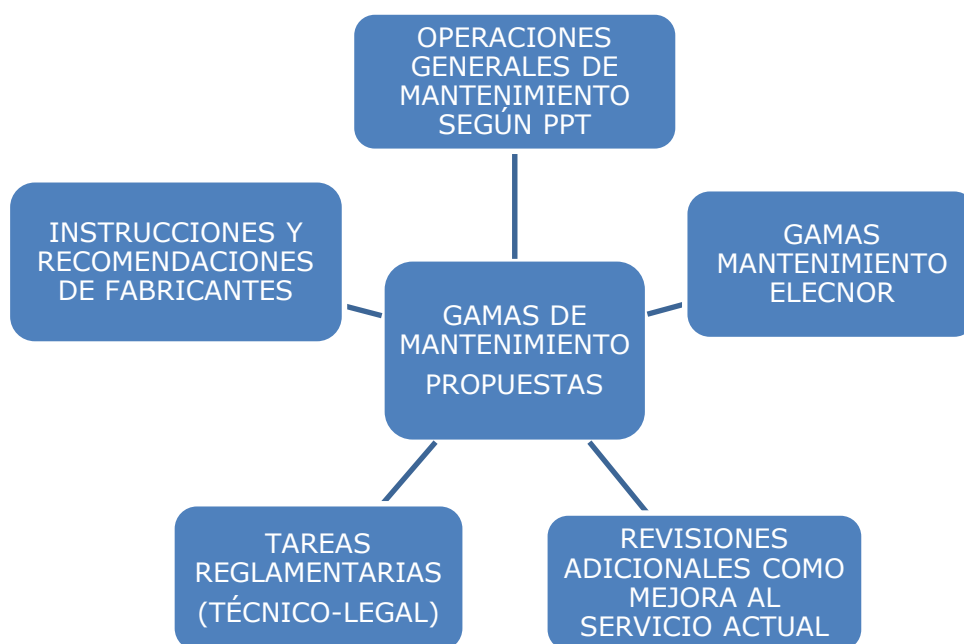 OPERACIONES
GENERALES DE
MANTENIMIENTO
SEGÚN PPT
INSTRUCCIONES Y
RECOMENDACIONES
DE FABRICANTES
GAMAS
MANTENIMIENTO
ELECNOR
GAMAS DE
MANTENIMIENTO
PROPUESTAS
TAREAS
REGLAMENTARIAS
(TÉCNICO-LEGAL)
REVISIONES
ADICIONALES COMO
MEJORA AL
SERVICIO ACTUAL